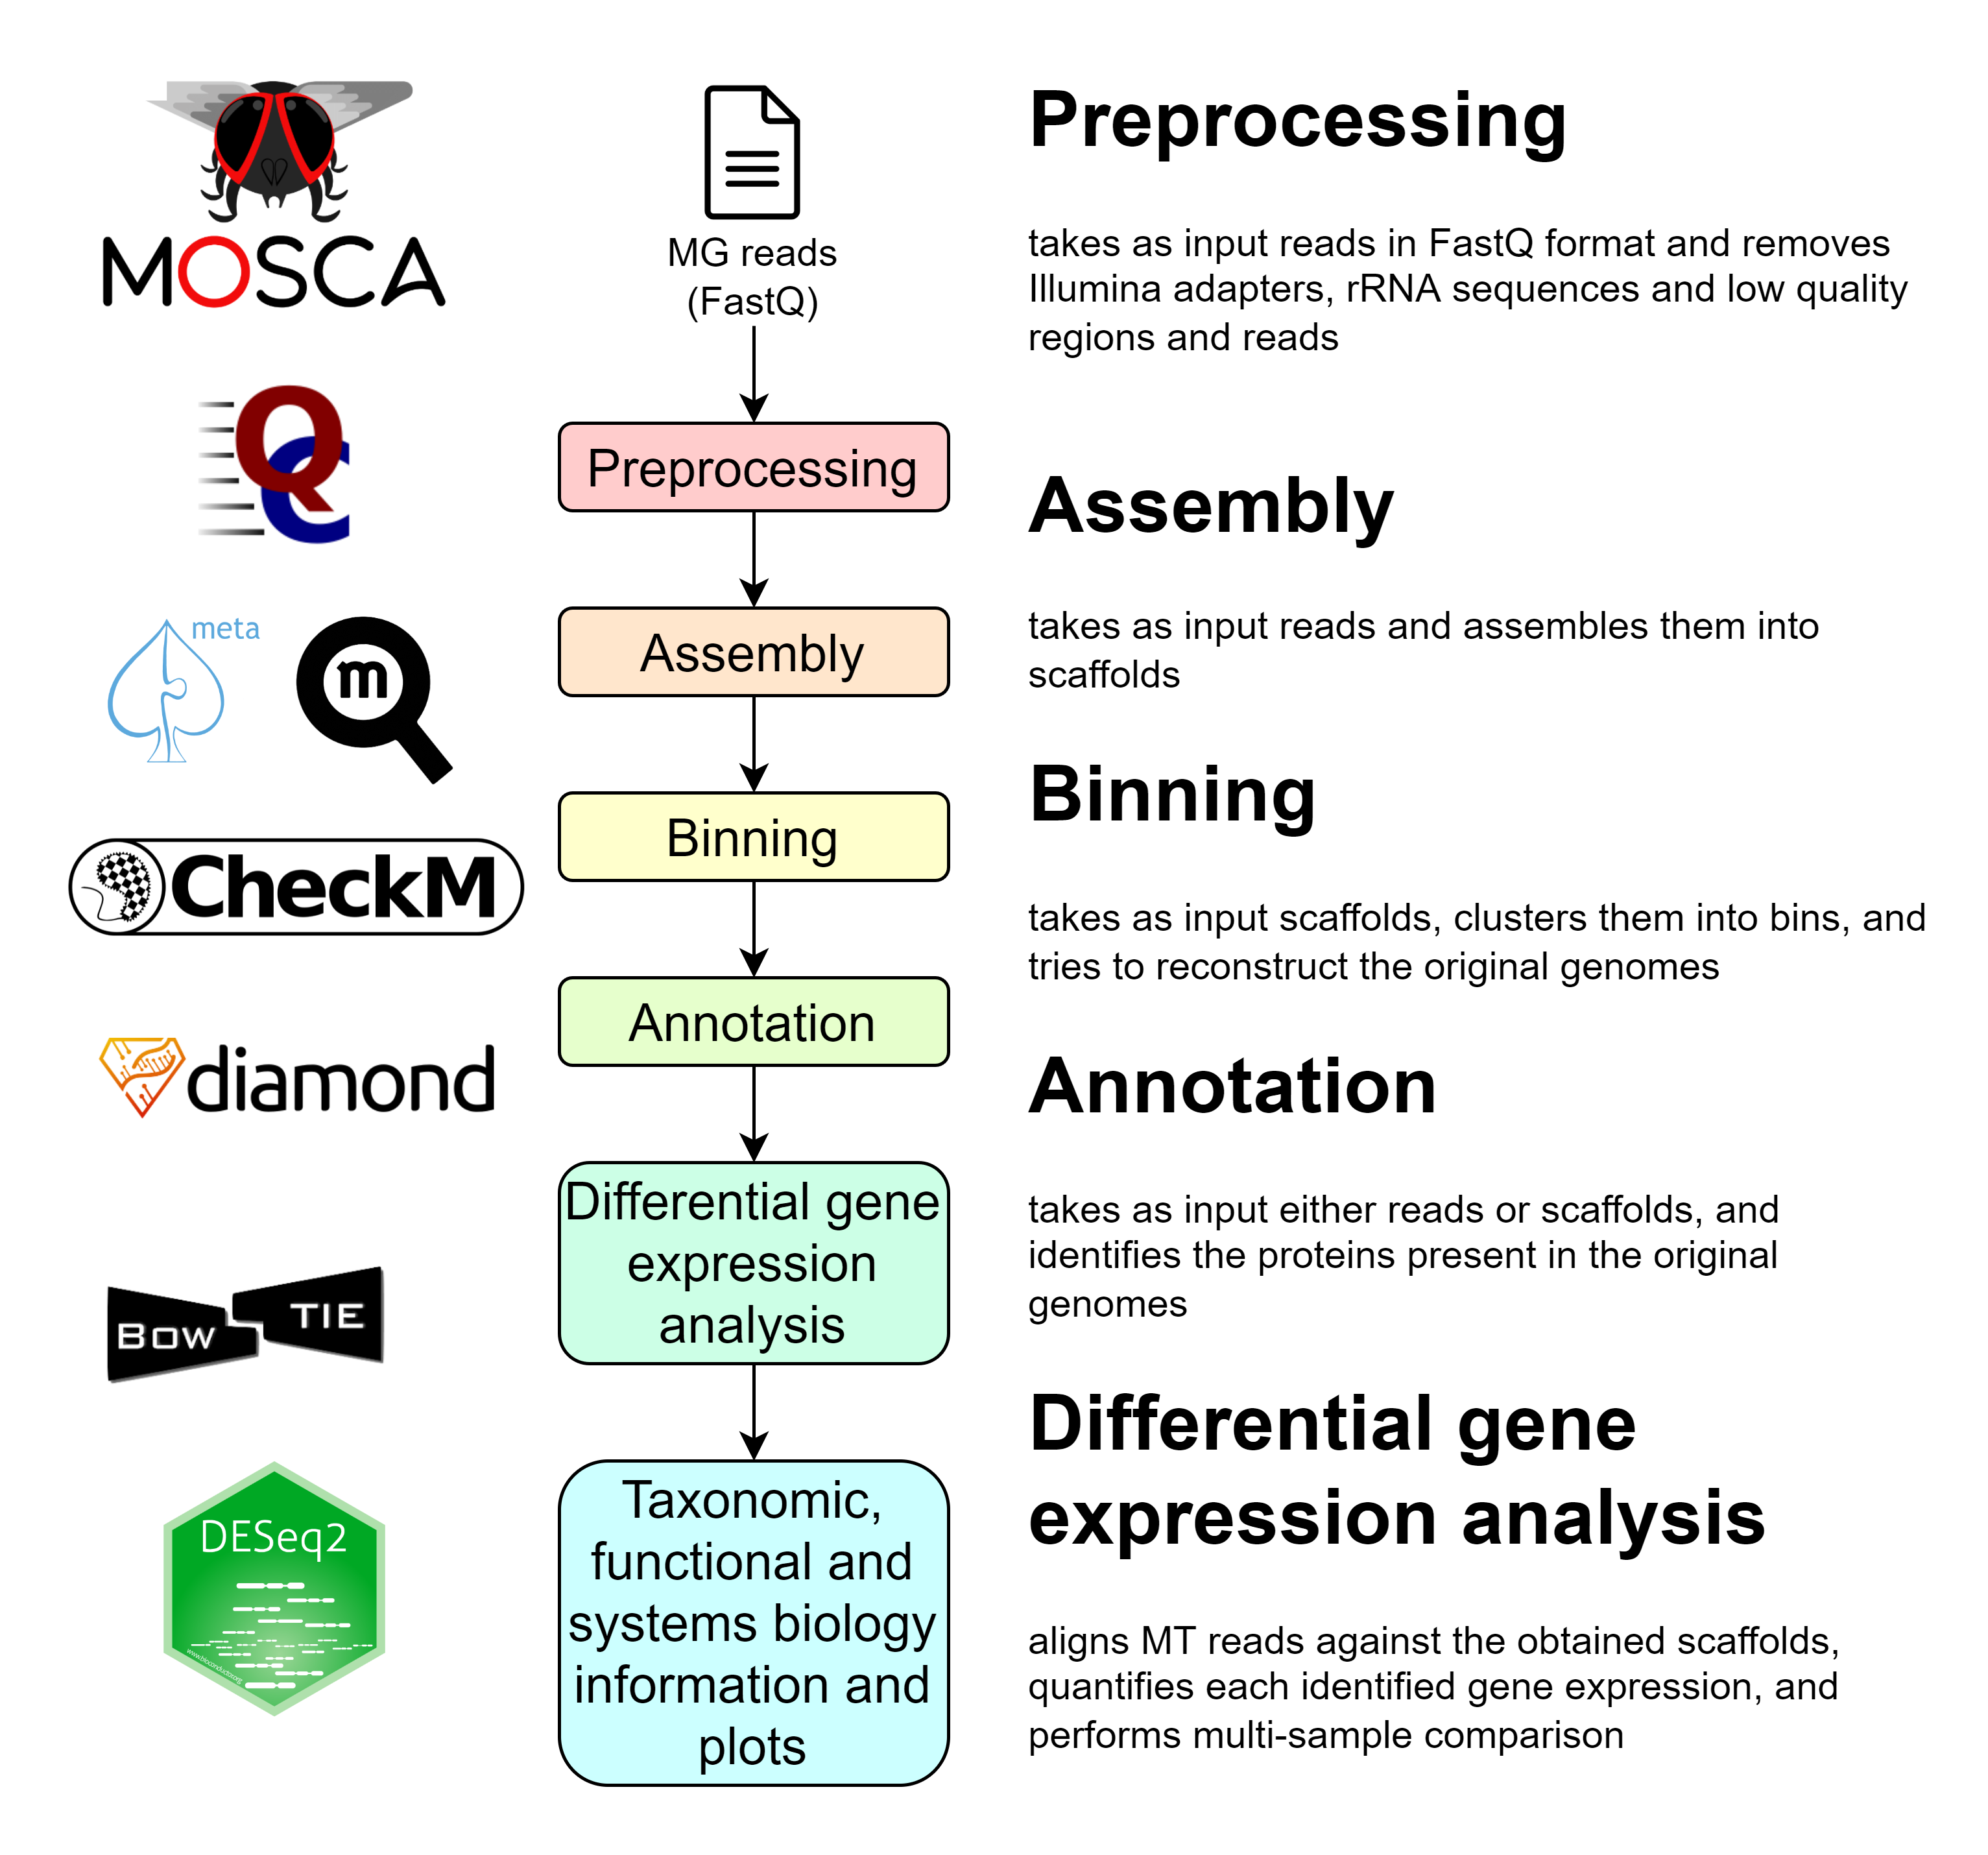 MOSCA
QC
meta
m
CheckM
diamond
BOW TIE
DESeq2
www.bioconductor.org
MG reads
(FastQ)
Preprocessing
Assembly
Binning
Annotation
Differential gene
expression
analysis
Taxonomic,
functional and
systems biology
information and
plots
Preprocessing
takes as input reads in FastQ format and removes
Illumina adapters, rRNA sequences and low quality
regions and reads
Assembly
takes as input reads and assembles them into
scaffolds
Binning
takes as input scaffolds, clusters them into bins, and
tries to reconstruct the original genomes
Annotation
takes as input either reads or scaffolds, and
identifies the proteins present in the original
genomes
Differential gene
expression analysis
aligns MT reads against the obtained scaffolds,
quantifies each identified gene expression, and
performs multi-sample comparison